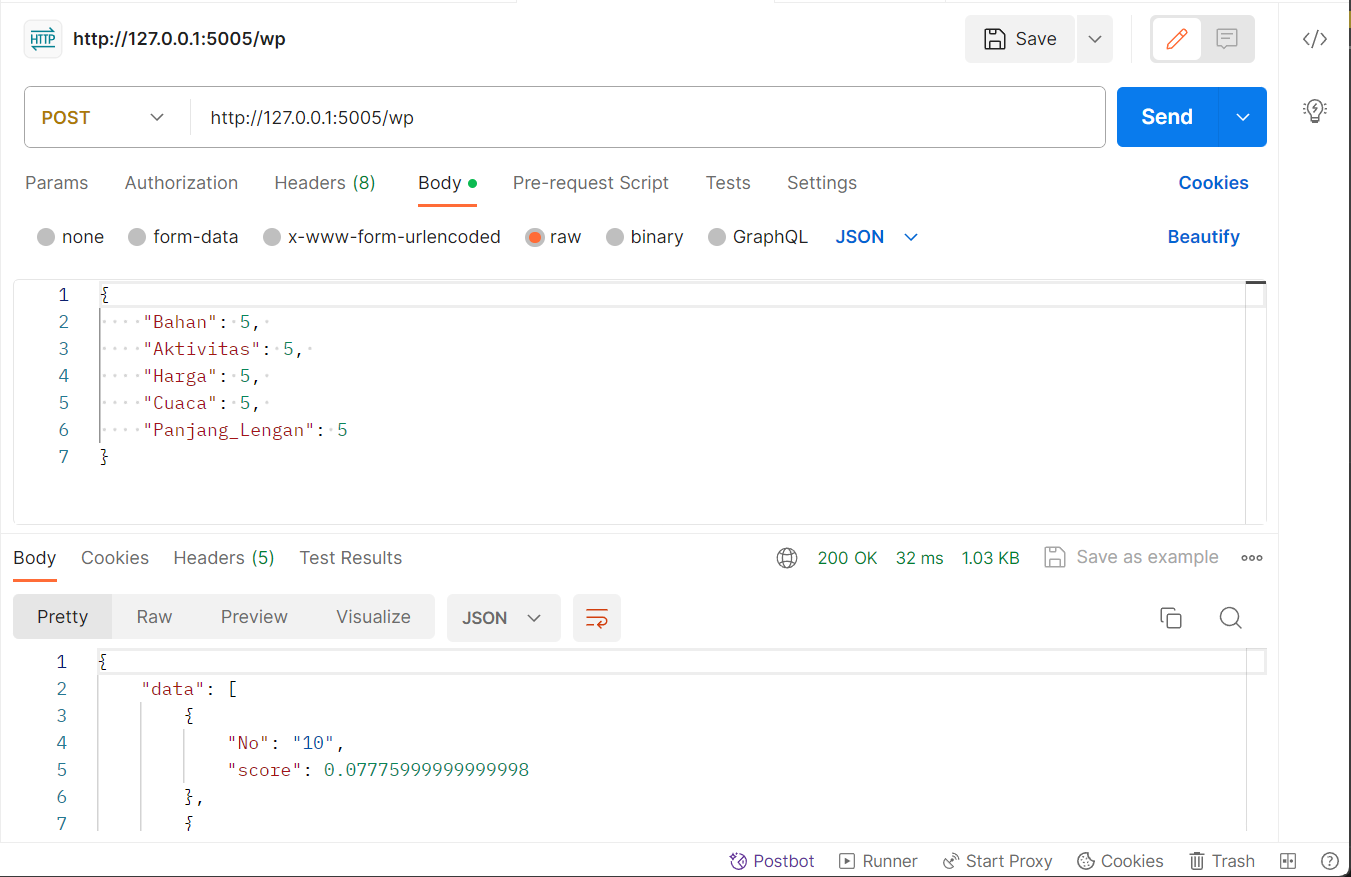 HTTP http://127.0.0.1:5005/wp Save
POST http://127.0.0.1:5005/wp Send
Params Authorization Headers (8) Body Pre-request Script Tests Settings Cookies
none form-data x-www-form-urlencoded raw binary GraphQL JSON Beautify
1 {
2 "Bahan": 5,
3 "Aktivitas": 5,
4 "Harga": 5,
5 "Cuaca": 5,
6 "Panjang_Lengan": 5
7 }
Body Cookies Headers (5) Test Results 200 OK 32 ms 1.03 KB Save as example
Pretty Raw Preview Visualize JSON
1 {
2 "data": [
3 {
4 "No": "10",
5 "score": 0.07775999999999998
6 },
7 {
Postbot Runner Start Proxy Cookies Trash